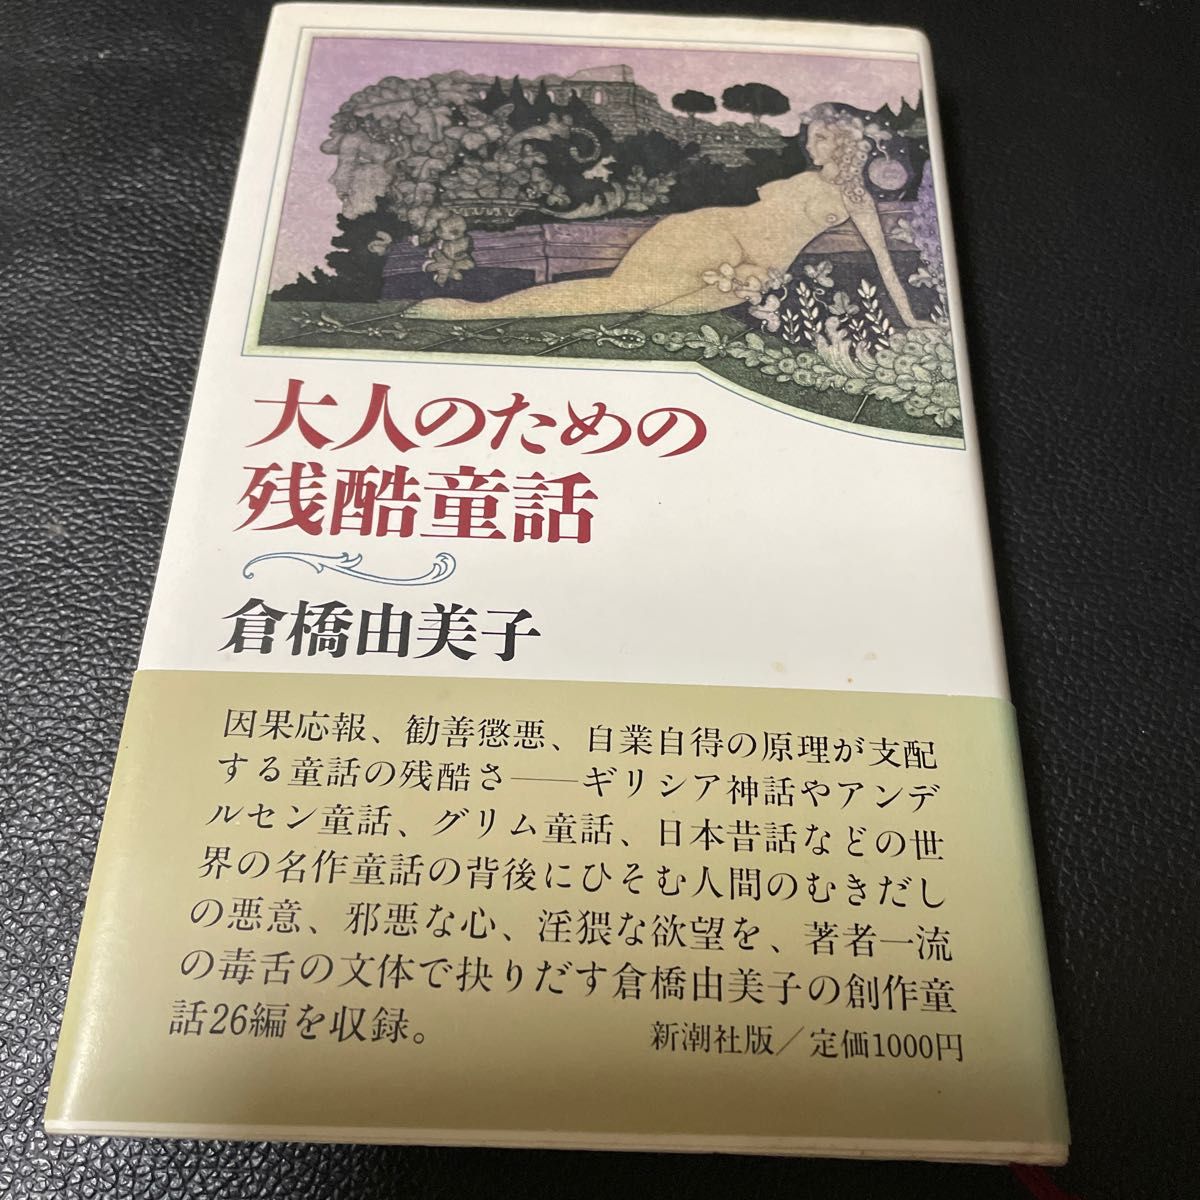 大人のための
残酷童話
倉橋由美子
因果応報、勧善懲悪、自業自得の原理が支配
する童話の残酷さ――ギリシア神話やアンデ
ルセン童話、グリム童話、日本昔話などの世
界の名作童話の背後にひそむ人間のむきだし
の悪意、邪悪な心、淫猥な欲望を、著者一流
の毒舌の文体で抉りだす倉橋由美子の創作童
話26編を収録。
新潮社版／定価1000円